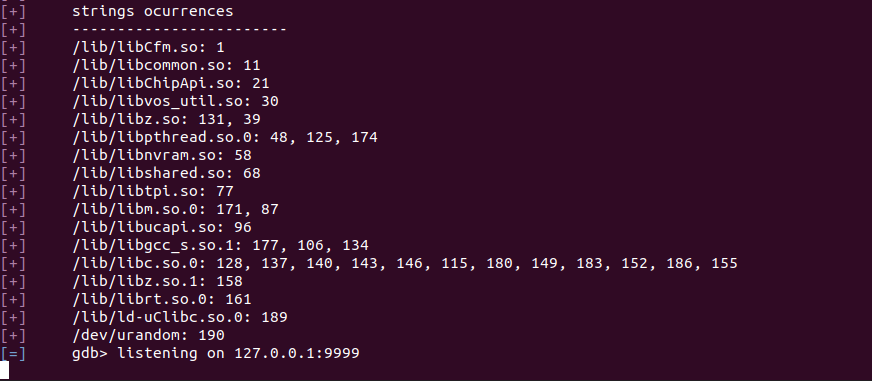 [+]     strings ocurrences
[+]     ------------------------
[+]     /lib/libCfm.so: 1
[+]     /lib/libcommon.so: 11
[+]     /lib/libChipApi.so: 21
[+]     /lib/libvos_util.so: 30
[+]     /lib/libz.so: 131, 39
[+]     /lib/libpthread.so.0: 48, 125, 174
[+]     /lib/libnvram.so: 58
[+]     /lib/libshared.so: 68
[+]     /lib/libtpi.so: 77
[+]     /lib/libm.so.0: 171, 87
[+]     /lib/libucapi.so: 96
[+]     /lib/libgcc_s.so.1: 177, 106, 134
[+]     /lib/libc.so.0: 128, 137, 140, 143, 146, 115, 180, 149, 183, 152, 186, 155
[+]     /lib/libz.so.1: 158
[+]     /lib/librt.so.0: 161
[+]     /lib/ld-uClibc.so.0: 189
[+]     /dev/urandom: 190
[=]     gdb> listening on 127.0.0.1:9999